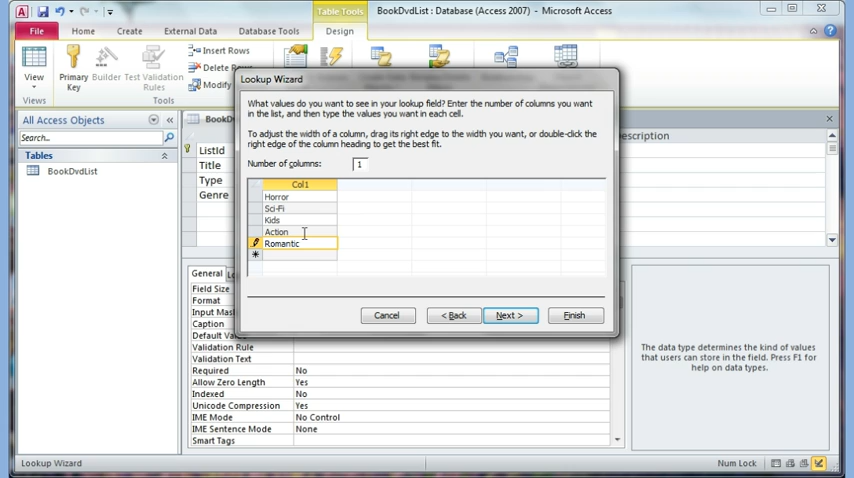 Table Tools
BookDvdList : Database (Access 2007) - Microsoft Access
File Home Create External Data Database Tools Design
View
Primary Key
Builder
Test Validation Rules
Insert Rows
Delete
Modify
Views
Tools
All Access Objects
Search...
Tables
BookDvdList
ListId
Title
Type
Genre
Lookup Wizard
What values do you want to see in your lookup field? Enter the number of columns you want
in the list, and then type the values you want in each cell.
To adjust the width of a column, drag its right edge to the width you want, or double-click the
right edge of the column heading to get the best fit.
Number of columns: 1
Col1
Horror
Sci-Fi
Kids
Action
Romantic
Cancel < Back Next > Finish
General
Field Size
Format
Input
Caption
Default
Validation Rule
Validation Text
Required No
Allow Zero Length Yes
Indexed No
Unicode Compression Yes
IME Mode No Control
IME Sentence Mode None
Smart Tags
The data type determines the kind of values
that users can store in the field. Press F1 for
help on data types.
Lookup Wizard
Num Lock